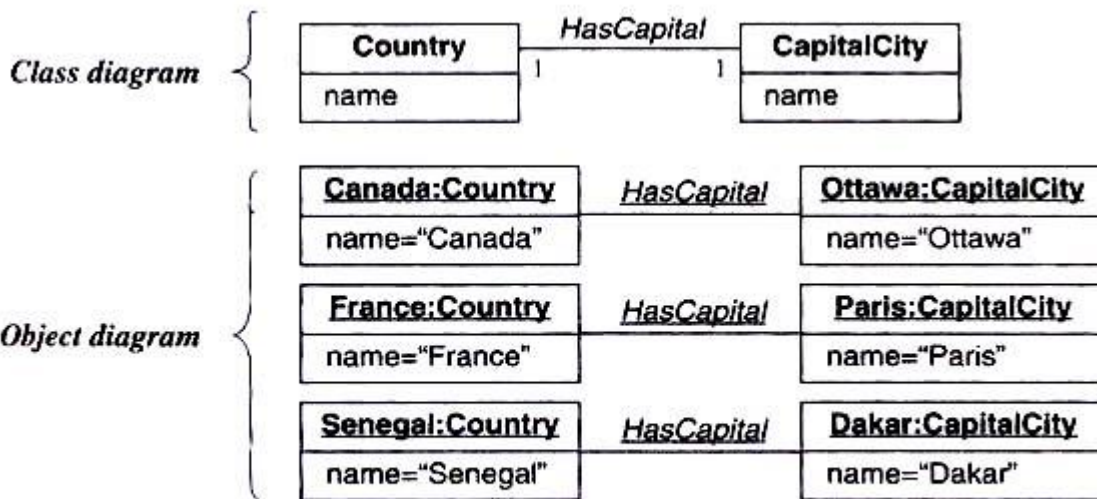 HasCapital
Country CapitalCity
Class diagram
1 1
name name
Canada:Country HasCapital Ottawa:CapitalCity
name="Canada" name="Ottawa"
France:Country HasCapital Paris:CapitalCity
Object diagram
name="France" name="Paris"
Senegal:Country HasCapital Dakar:CapitalCity
name="Senegal" name="Dakar"